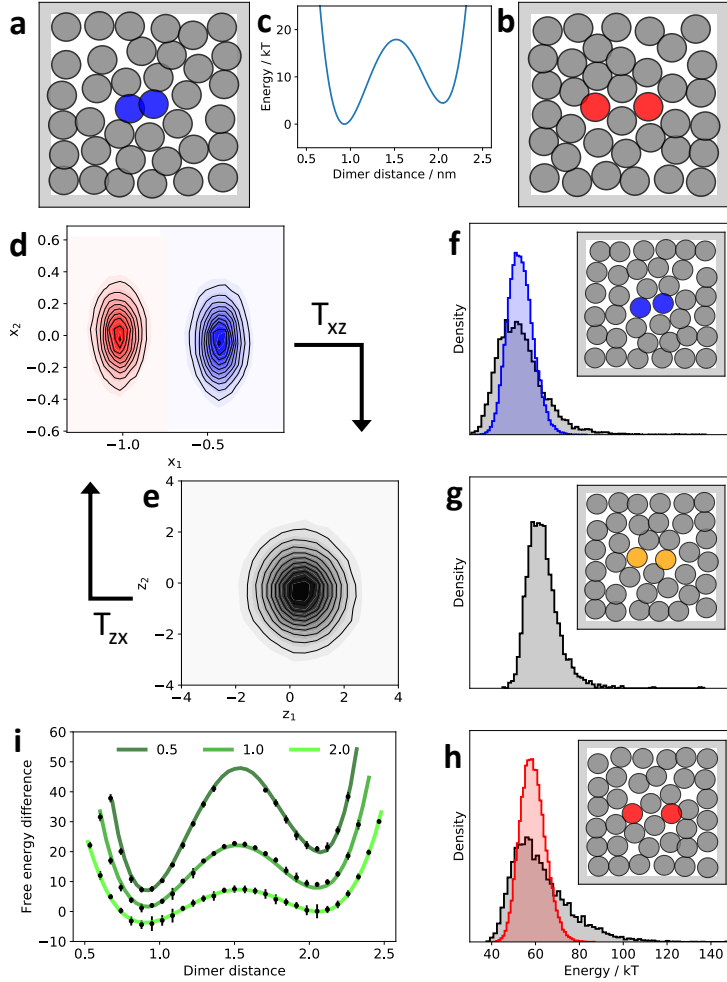 a
c
20
10
0
Energy / kT
0.5 1.0 1.5 2.0 2.5
Dimer distance / nm
b
d
0.6
0.4
0.2
0.0
−0.2
−0.4
−0.6
x2
−1.0 −0.5
x1
Txz
e
4
2
0
−2
−4
z2
−4 −2 0 2 4
z1
Tzx
f
Density
g
Density
h
Density
40 60 80 100 120 140
Energy / kT
i
60
50
40
30
20
10
0
−10
Free energy difference
0.5 1.0 2.0
0.5 1.0 1.5 2.0 2.5
Dimer distance